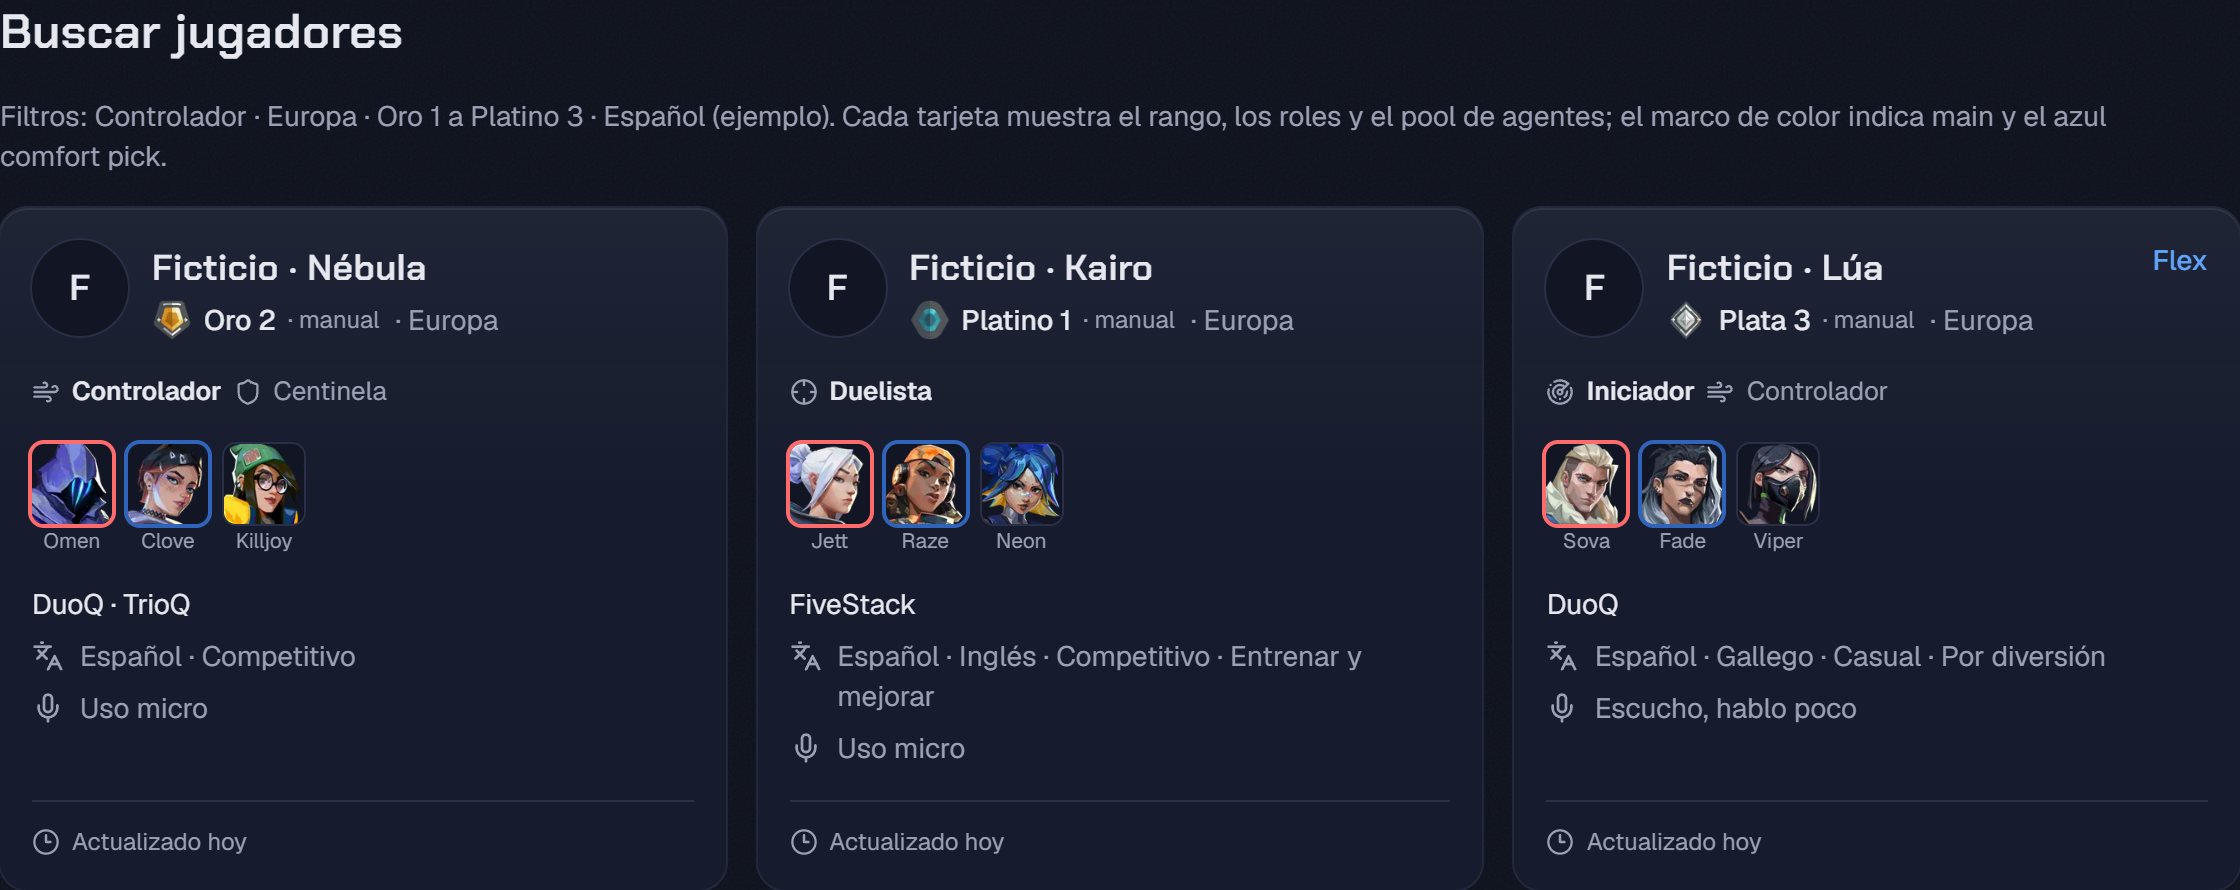 Buscar jugadores
Filtros: Controlador · Europa · Oro 1 a Platino 3 · Español (ejemplo). Cada tarjeta muestra el rango, los roles y el pool de agentes; el marco de color indica main y el azul
comfort pick.
F
Ficticio · Nébula
Oro 2 · manual · Europa
Controlador Centinela
Omen Clove Killjoy
DuoQ · TrioQ
Español · Competitivo
Uso micro
Actualizado hoy
F
Ficticio · Kairo
Platino 1 · manual · Europa
Duelista
Jett Raze Neon
FiveStack
Español · Inglés · Competitivo · Entrenar y
mejorar
Uso micro
Actualizado hoy
F
Ficticio · Lúa
Flex
Plata 3 · manual · Europa
Iniciador Controlador
Sova Fade Viper
DuoQ
Español · Gallego · Casual · Por diversión
Escucho, hablo poco
Actualizado hoy